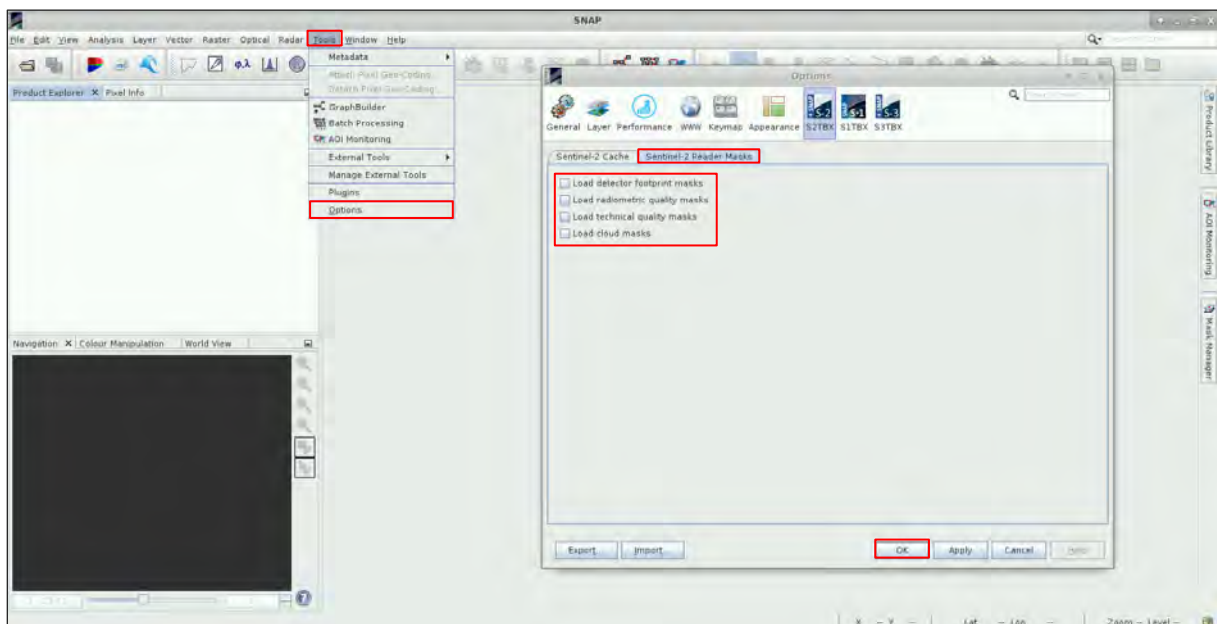 SNAP
File Edit View Analysis Layer Vector Raster Optical Radar Tools Window Help
Metadata
Attach Pixel Geo-Coding...
Detach Pixel Geo-Coding...
GraphBuilder
Batch Processing
AOI Monitoring
External Tools
Manage External Tools
Plugins
Options
Product Explorer X Pixel Info
Navigation X Colour Manipulation World View
Options
General Layer Performance WWW Keymap Appearance S2TBX S1TBX S3TBX
Sentinel-2 Cache Sentinel-2 Reader Masks
Load detector footprint masks
Load radiometric quality masks
Load technical quality masks
Load cloud masks
Export Import OK Apply Cancel Help
Product Library
AOI Monitoring
Mask Manager
X — Y — Lat — Lon — Zoom — Level —